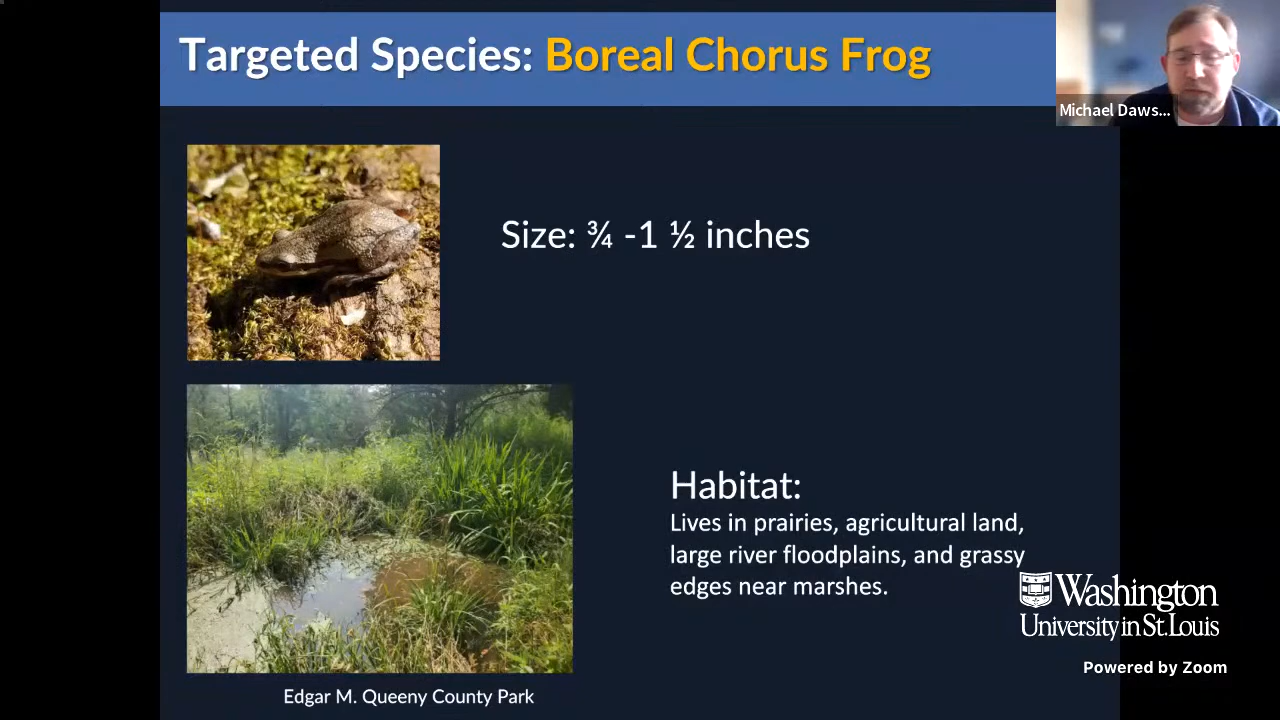 Targeted Species: Boreal Chorus Frog
Michael Daws...
Size: ¾ -1 ½ inches
Habitat:
Lives in prairies, agricultural land,
large river floodplains, and grassy
edges near marshes.
Washington
University in St. Louis
Powered by Zoom
Edgar M. Queeny County Park